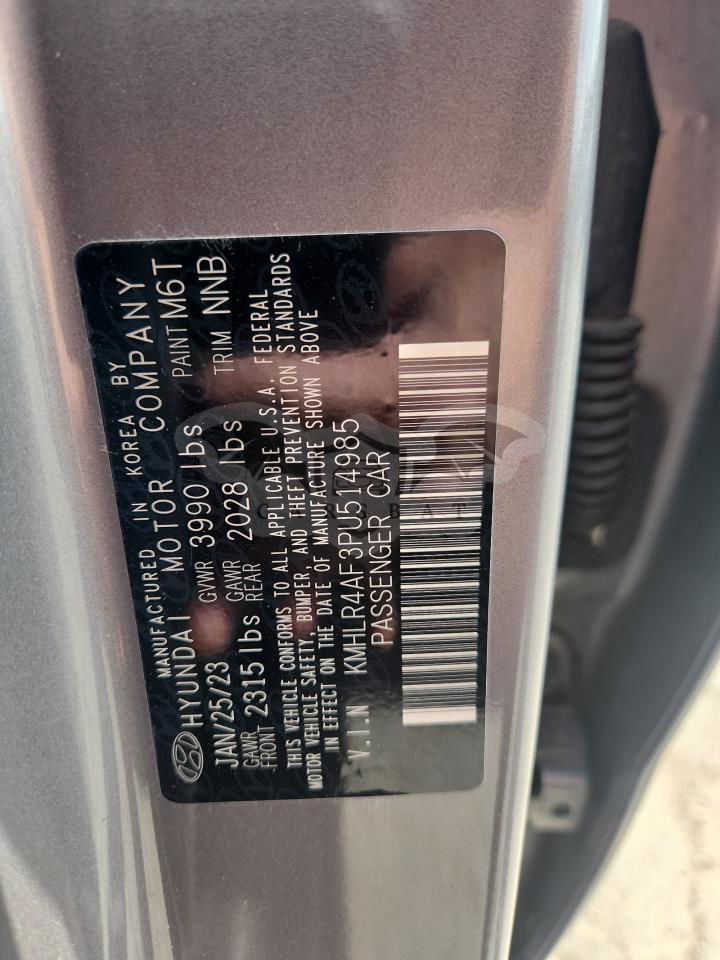 MANUFACTURED IN KOREA BY
HYUNDAI MOTOR COMPANY
JAN/25/23 GVWR 3990 lbs PAINT M6T
GAWR FRONT 2315 lbs GAWR REAR 2028 lbs TRIM NNB
THIS VEHICLE CONFORMS TO ALL APPLICABLE U.S.A. FEDERAL
MOTOR VEHICLE SAFETY, BUMPER, AND THEFT PREVENTION STANDARDS
IN EFFECT ON THE DATE OF MANUFACTURE SHOWN ABOVE
V.I.N KMHLR4AF3PU514985
PASSENGER CAR